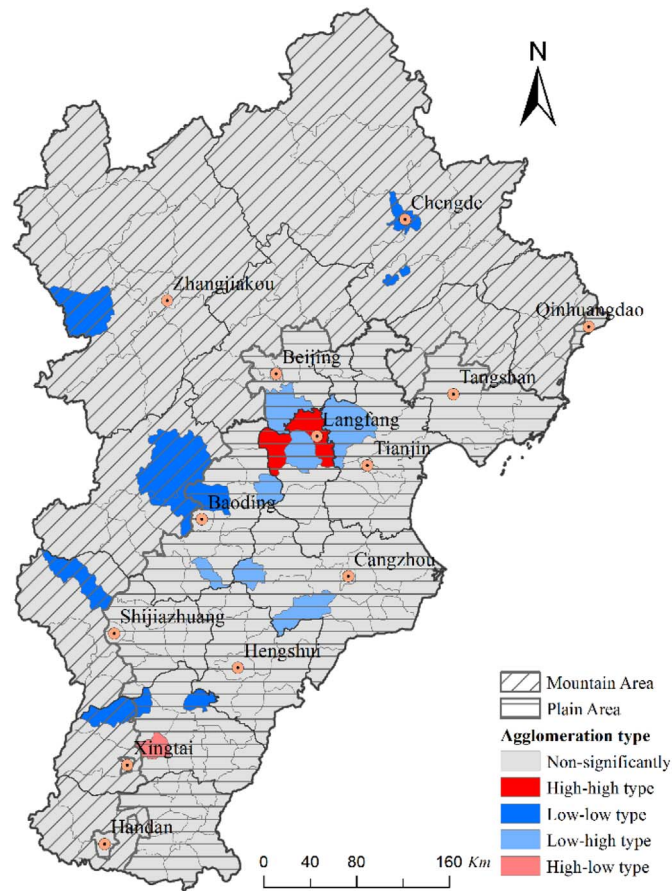 N
Chengde
Zhangjiakou
Qinhuangdao
Beijing
Tangshan
Langfang
Tianjin
Baoding
Cangzhou
Shijiazhuang
Hengshui
Xingtai
Handan
Mountain Area
Plain Area
Agglomeration type
Non-significantly
High-high type
Low-low type
Low-high type
High-low type
0 40 80 160 Km